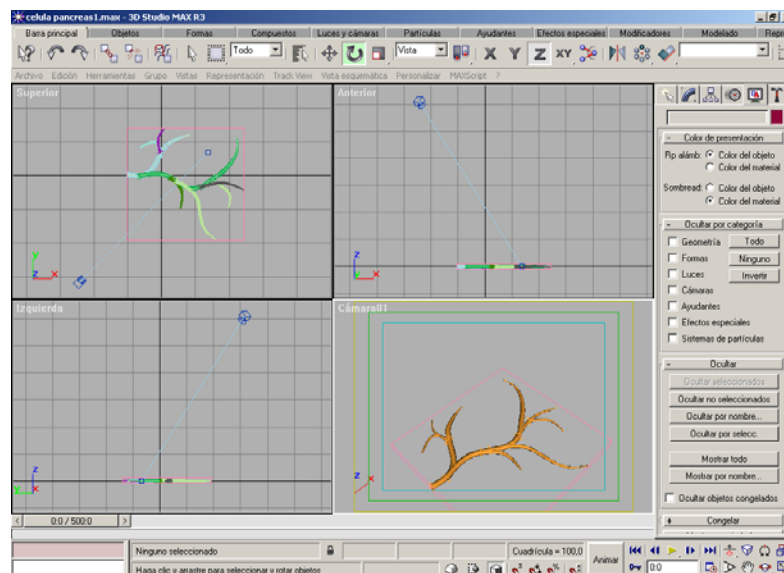 celula pancreas1.max - 3D Studio MAX R3
Barra principal Objetos Formas Compuestos Luces y cámaras Partículas Ayudantes Efectos especiales Modificadores Modelado
Todo Vista X Y Z XY
Archivo Edición Herramientas Grupo Vistas Representación Track View Vista esquemática Personalizar MAXScript ?
Superior
Anterior
Izquierda
Cámara01
Color de presentación
Rp alámb: Color del objeto
Color del material
Sombread: Color del objeto
Color del material
Ocultar por categoría
Geometría Todo
Formas Ninguno
Luces Invertir
Cámaras
Ayudantes
Efectos especiales
Sistemas de partículas
Ocultar
Ocultar seleccionados
Ocultar no seleccionados
Ocultar por nombre...
Ocultar por selecc.
Mostrar todo
Mostrar por nombre...
Ocultar objetos congelados
Congelar
0:0 / 500:0
Ninguno seleccionado
Cuadrícula = 100,0
Animar
0:0
Haga clic y arrastre para seleccionar y rotar objetos